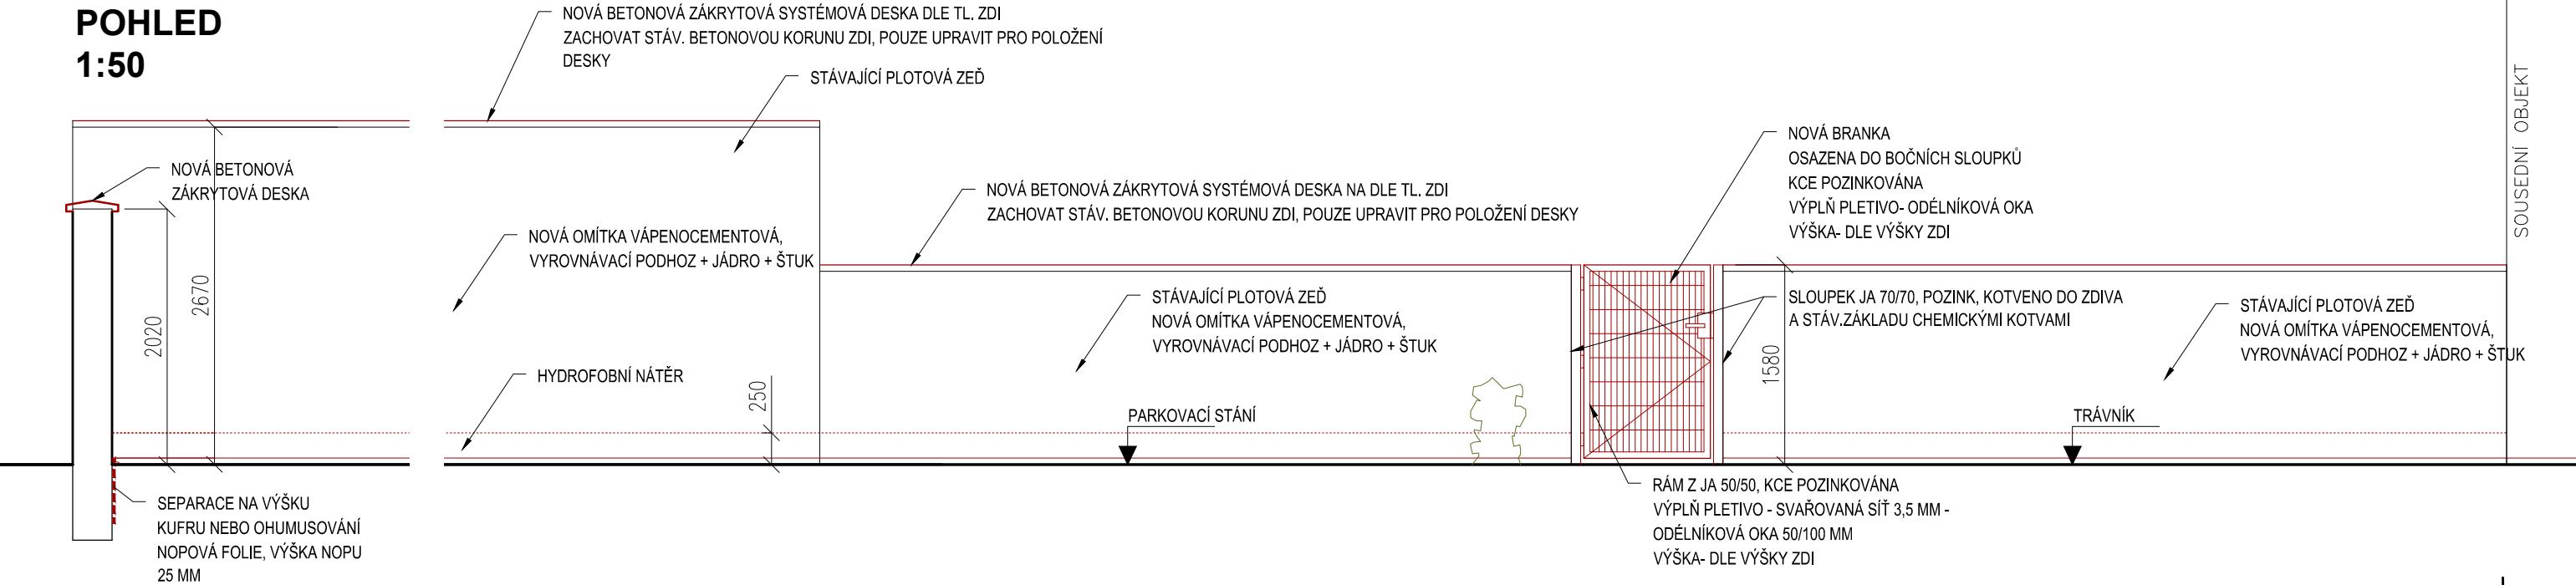 POHLED
1:50
NOVÁ BETONOVÁ ZÁKRYTOVÁ SYSTÉMOVÁ DESKA DLE TL. ZDI
ZACHOVAT STÁV. BETONOVOU KORUNU ZDI, POUZE UPRAVIT PRO POLOŽENÍ
DESKY
STÁVAJÍCÍ PLOTOVÁ ZEĎ
NOVÁ BETONOVÁ
ZÁKRYTOVÁ DESKA
2020
2670
NOVÁ OMÍTKA VÁPENOCEMENTOVÁ,
VYROVNÁVACÍ PODHOZ + JÁDRO + ŠTUK
HYDROFOBNÍ NÁTĚR
250
SEPARACE NA VÝŠKU
KUFRU NEBO OHUMUSOVÁNÍ
NOPOVÁ FOLIE, VÝŠKA NOPU
25 MM
NOVÁ BETONOVÁ ZÁKRYTOVÁ SYSTÉMOVÁ DESKA NA DLE TL. ZDI
ZACHOVAT STÁV. BETONOVOU KORUNU ZDI, POUZE UPRAVIT PRO POLOŽENÍ DESKY
STÁVAJÍCÍ PLOTOVÁ ZEĎ
NOVÁ OMÍTKA VÁPENOCEMENTOVÁ,
VYROVNÁVACÍ PODHOZ + JÁDRO + ŠTUK
PARKOVACÍ STÁNÍ
NOVÁ BRANKA
OSAZENA DO BOČNÍCH SLOUPKŮ
KCE POZINKOVÁNA
VÝPLŇ PLETIVO- ODÉLNÍKOVÁ OKA
VÝŠKA- DLE VÝŠKY ZDI
SLOUPEK JA 70/70, POZINK, KOTVENO DO ZDIVA
A STÁV.ZÁKLADU CHEMICKÝMI KOTVAMI
1580
RÁM Z JA 50/50, KCE POZINKOVÁNA
VÝPLŇ PLETIVO - SVAŘOVANÁ SÍŤ 3,5 MM -
ODÉLNÍKOVÁ OKA 50/100 MM
VÝŠKA- DLE VÝŠKY ZDI
STÁVAJÍCÍ PLOTOVÁ ZEĎ
NOVÁ OMÍTKA VÁPENOCEMENTOVÁ,
VYROVNÁVACÍ PODHOZ + JÁDRO + ŠTUK
TRÁVNÍK
SOUSEDNÍ OBJEKT